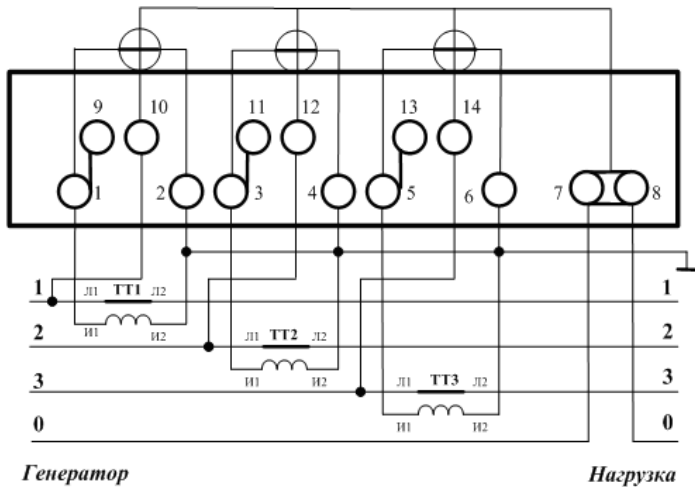 9 10 11 12 13 14
1 2 3 4 5 6 7 8
1 Л1 ТТ1 Л2 1
И1 И2
2 Л1 ТТ2 Л2 2
И1 И2
3 Л1 ТТ3 Л2 3
И1 И2
0 0
Генератор Нагрузка